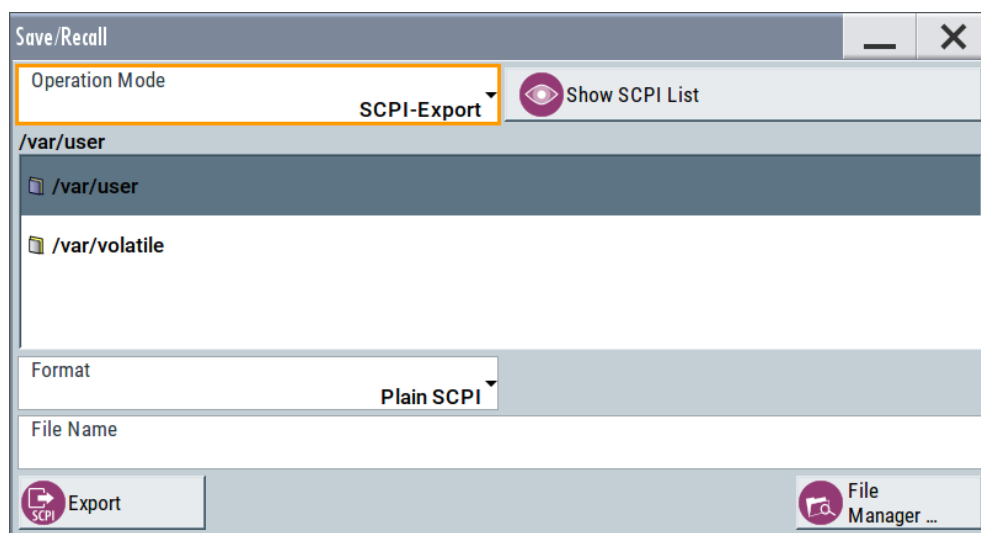 Save/Recall
Operation Mode
SCPI-Export
Show SCPI List
/var/user
/var/user
/var/volatile
Format
Plain SCPI
File Name
SCPI
Export
File
Manager ...